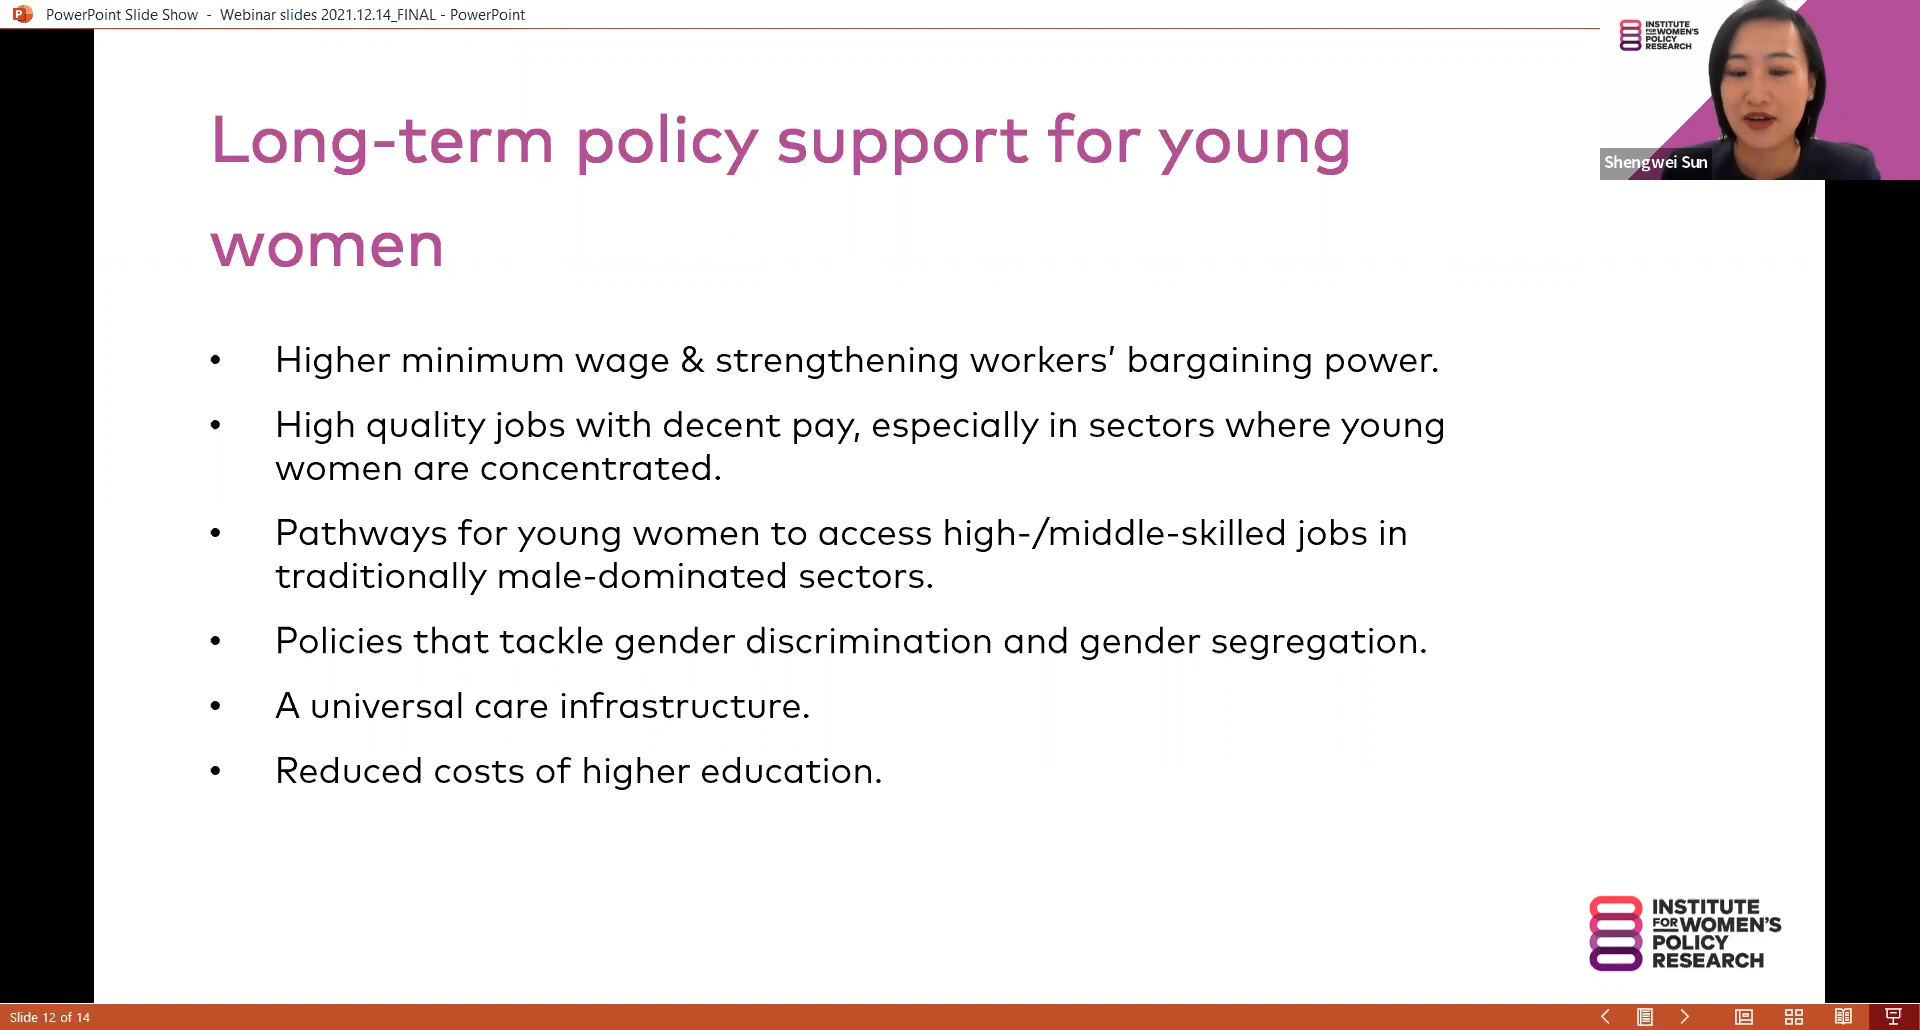 PowerPoint Slide Show - Webinar slides 2021.12.14_FINAL - PowerPoint
INSTITUTE
FOR WOMEN'S
POLICY
RESEARCH
Shengwei Sun
Long-term policy support for young
women
• Higher minimum wage & strengthening workers’ bargaining power.
• High quality jobs with decent pay, especially in sectors where young
women are concentrated.
• Pathways for young women to access high-/middle-skilled jobs in
traditionally male-dominated sectors.
• Policies that tackle gender discrimination and gender segregation.
• A universal care infrastructure.
• Reduced costs of higher education.
INSTITUTE
FOR WOMEN'S
POLICY
RESEARCH
Slide 12 of 14